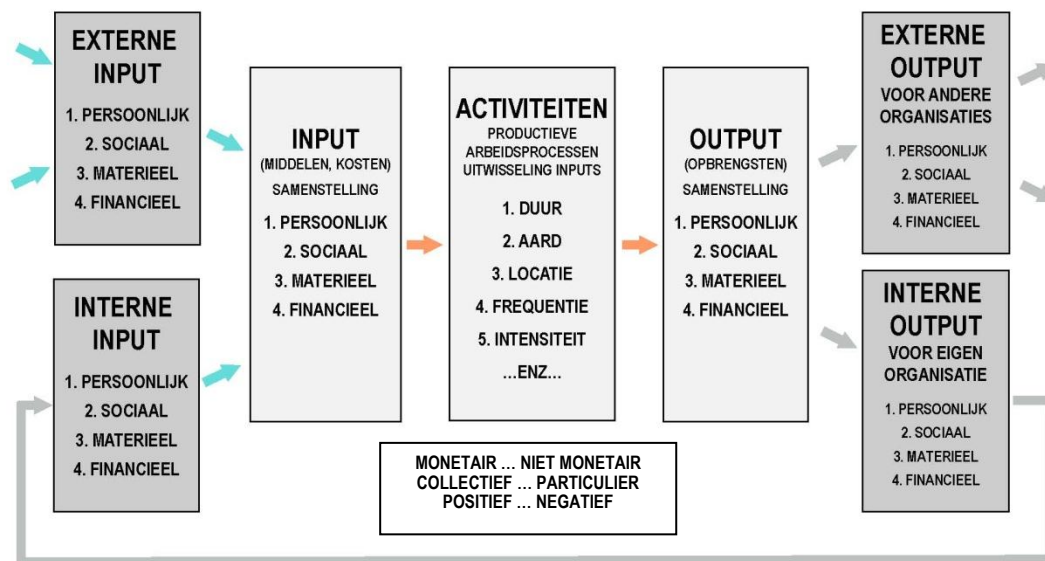 EXTERNE
INPUT
1. PERSOONLIJK
2. SOCIAAL
3. MATERIEEL
4. FINANCIEEL
INTERNE
INPUT
1. PERSOONLIJK
2. SOCIAAL
3. MATERIEEL
4. FINANCIEEL
INPUT
(MIDDELEN, KOSTEN)
SAMENSTELLING
1. PERSOONLIJK
2. SOCIAAL
3. MATERIEEL
4. FINANCIEEL
ACTIVITEITEN
PRODUCTIEVE
ARBEIDSPROCESSEN
UITWISSELING INPUTS
1. DUUR
2. AARD
3. LOCATIE
4. FREQUENTIE
5. INTENSITEIT
...ENZ...
OUTPUT
(OPBRENGSTEN)
SAMENSTELLING
1. PERSOONLIJK
2. SOCIAAL
3. MATERIEEL
4. FINANCIEEL
EXTERNE
OUTPUT
VOOR ANDERE
ORGANISATIES
1. PERSOONLIJK
2. SOCIAAL
3. MATERIEEL
4. FINANCIEEL
INTERNE
OUTPUT
VOOR EIGEN
ORGANISATIE
1. PERSOONLIJK
2. SOCIAAL
3. MATERIEEL
4. FINANCIEEL
MONETAIR ... NIET MONETAIR
COLLECTIEF ... PARTICULIER
POSITIEF ... NEGATIEF